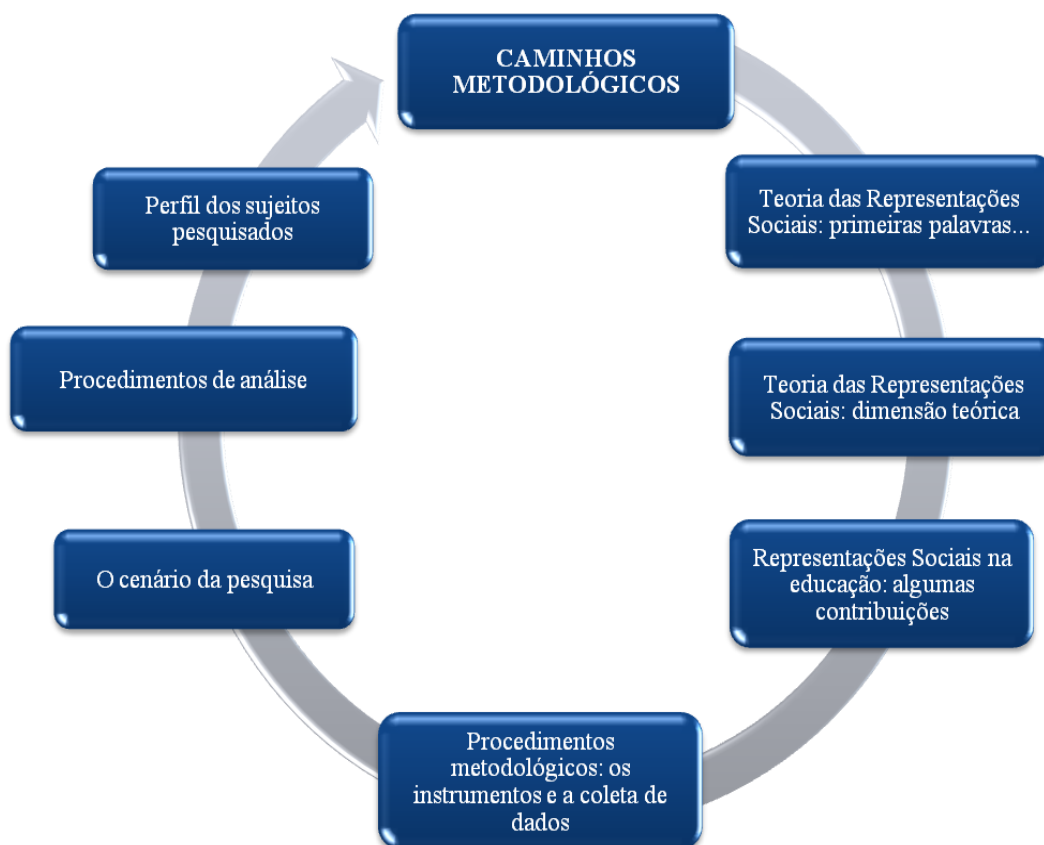 CAMINHOS
METODOLÓGICOS
Teoria das Representações
Sociais: primeiras palavras...
Teoria das Representações
Sociais: dimensão teórica
Representações Sociais na
educação: algumas
contribuições
Procedimentos
metodológicos: os
instrumentos e a coleta de
dados
O cenário da pesquisa
Procedimentos de análise
Perfil dos sujeitos
pesquisados